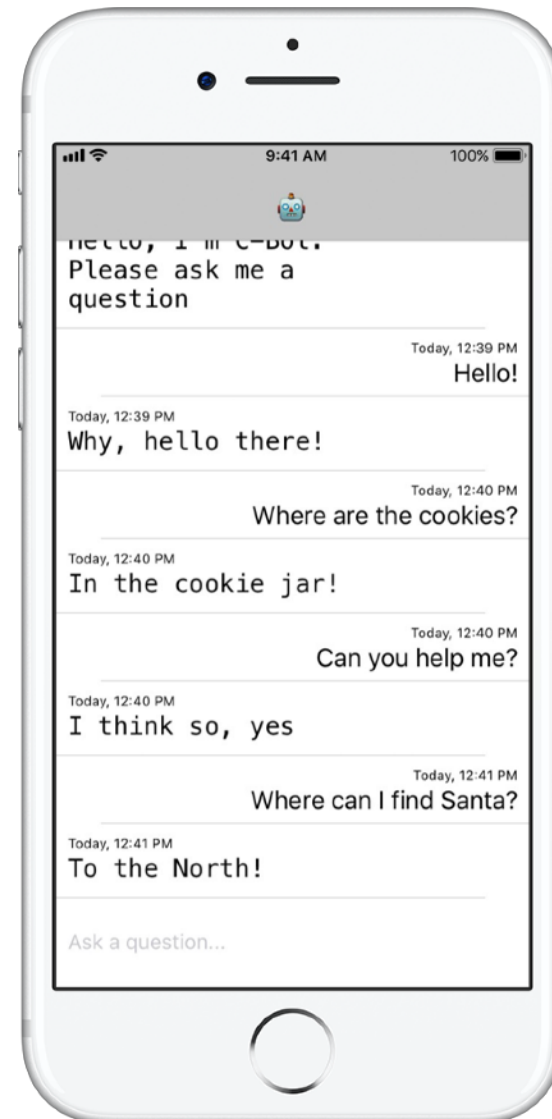 9:41 AM
100%
Hello, I'm C-Bot.
Please ask me a
question
Today, 12:39 PM
Hello!
Today, 12:39 PM
Why, hello there!
Today, 12:40 PM
Where are the cookies?
Today, 12:40 PM
In the cookie jar!
Today, 12:40 PM
Can you help me?
Today, 12:40 PM
I think so, yes
Today, 12:41 PM
Where can I find Santa?
Today, 12:41 PM
To the North!
Ask a question...